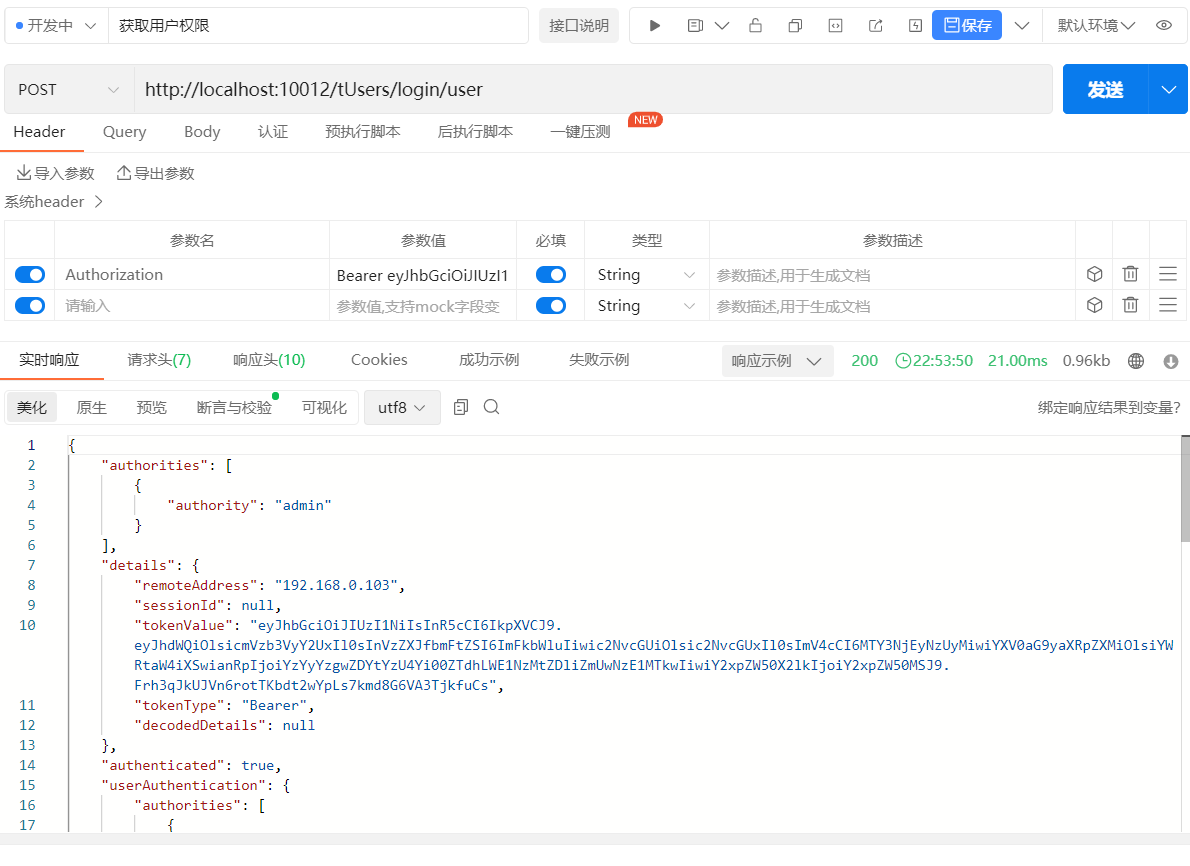 开发中 获取用户权限 接口说明 保存 默认环境
POST http://localhost:10012/tUsers/login/user 发送
Header Query Body 认证 预执行脚本 后执行脚本 一键压测 NEW
导入参数 导出参数
系统header
参数名 参数值 必填 类型 参数描述
Authorization Bearer eyJhbGciOiJIUzI1 String 参数描述,用于生成文档
请输入 参数值,支持mock字段变 String 参数描述,用于生成文档
实时响应 请求头(7) 响应头(10) Cookies 成功示例 失败示例 响应示例 200 22:53:50 21.00ms 0.96kb
美化 原生 预览 断言与校验 可视化 utf8 绑定响应结果到变量?
1 {
2 "authorities": [
3 {
4 "authority": "admin"
5 }
6 ],
7 "details": {
8 "remoteAddress": "192.168.0.103",
9 "sessionId": null,
10 "tokenValue": "eyJhbGciOiJIUzI1NiIsInR5cCI6IkpXVCJ9.
eyJhdWQiOlsicmVzb3VyY2UxIl0sInVzZXJfbmFtZSI6ImFkbWluIiwic2NvcGUiOlsic2NvcGUxIl0sImV4cCI6MTY3NjEyNzUyMiwiYXV0aG9yaXRpZXMiOlsiYW
RtaW4iXSwianRpIjoiYzYyYzgwZDYtYzU4Yi00ZTdhLWE1NzMtZDliZmUwNzE1MTkwIiwiY2xpZW50X2lkIjoiY2xpZW50MSJ9.
Frh3qJkUJVn6rotTKbdt2wYpLs7kmd8G6VA3TjkfuCs",
11 "tokenType": "Bearer",
12 "decodedDetails": null
13 },
14 "authenticated": true,
15 "userAuthentication": {
16 "authorities": [
17 {